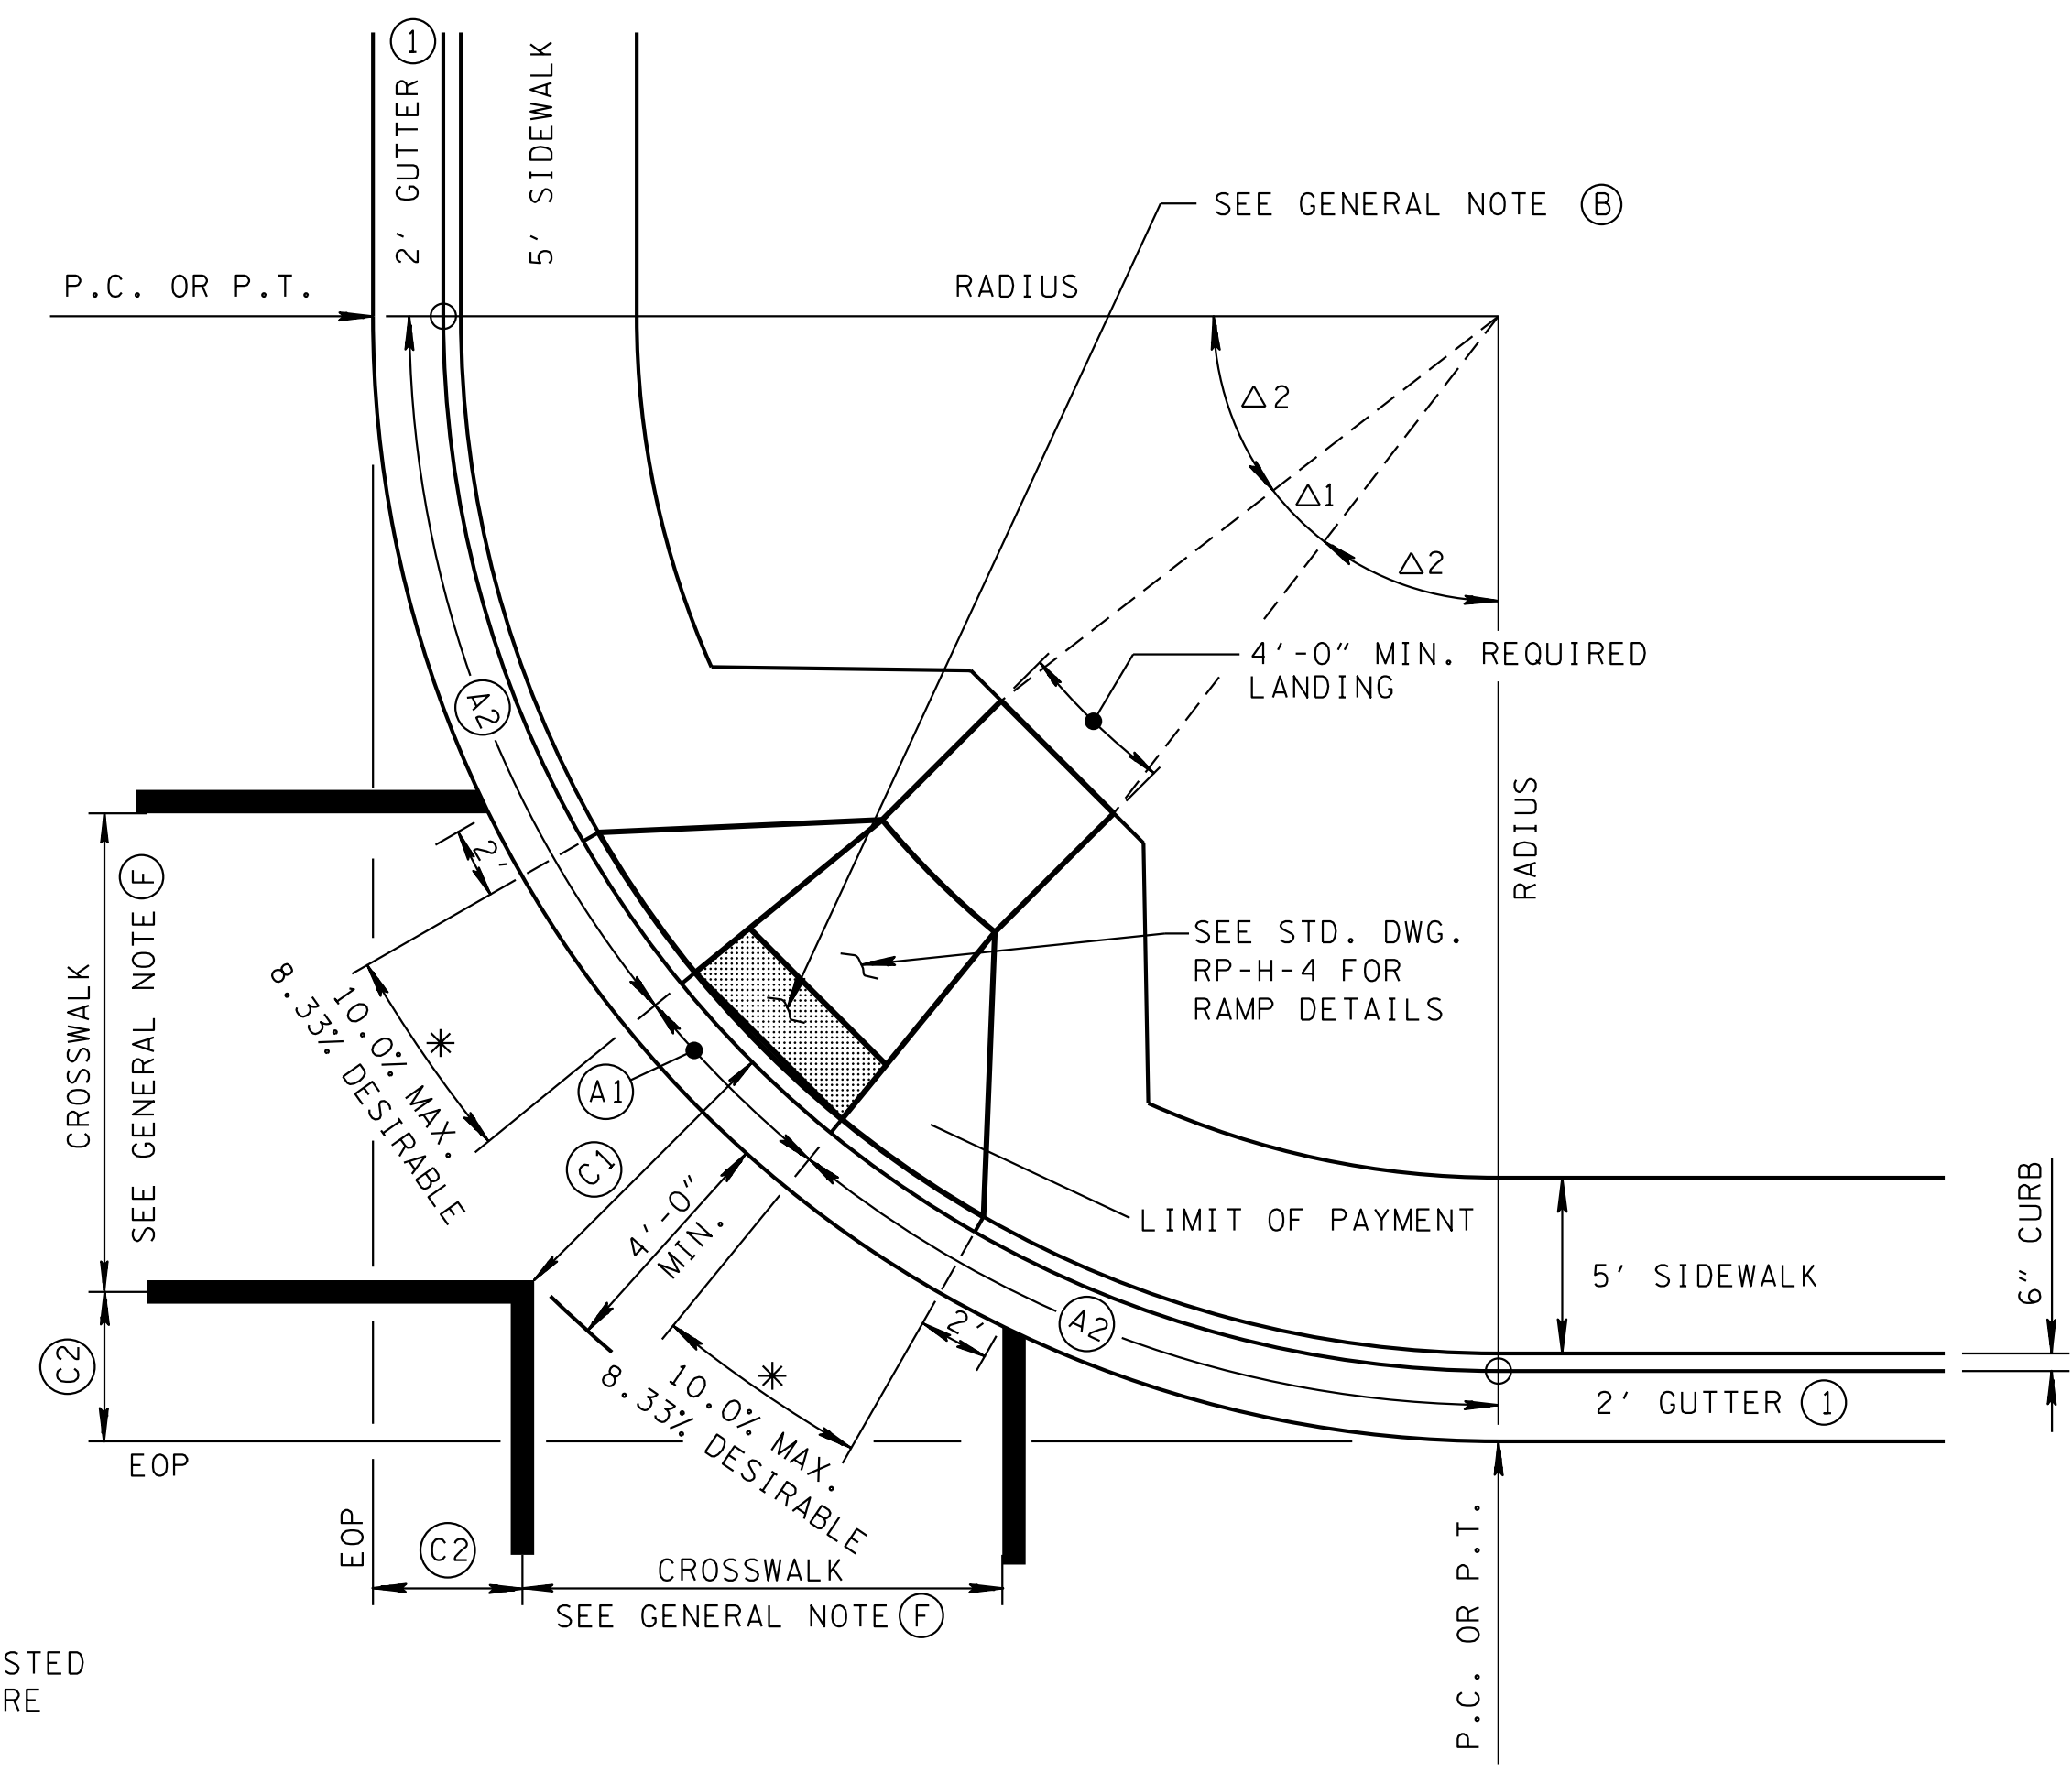 2' GUTTER 1
5' SIDEWALK
SEE GENERAL NOTE B
P.C. OR P.T.
RADIUS
△2
△1
△2
4'-0" MIN. REQUIRED
LANDING
A2
RADIUS
2'
CROSSWALK
SEE GENERAL NOTE F
SEE STD. DWG.
RP-H-4 FOR
RAMP DETAILS
*
10.0% MAX.
8.33% DESIRABLE
A1
C1
4'-0"
MIN.
LIMIT OF PAYMENT
5' SIDEWALK
6" CURB
C2
2'
A2
*
10.0% MAX.
8.33% DESIRABLE
2' GUTTER 1
EOP
EOP
C2
CROSSWALK
SEE GENERAL NOTE F
P.C. OR P.T.
STED
RE